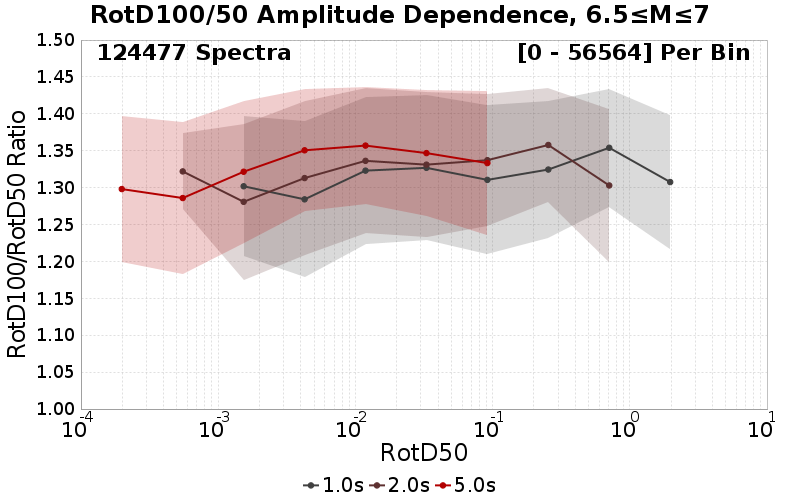 RotD100/50 Amplitude Dependence, 6.5≤M≤7
124477 Spectra
[0 - 56564] Per Bin
RotD100/RotD50 Ratio
1.50
1.45
1.40
1.35
1.30
1.25
1.20
1.15
1.10
1.05
1.00
10-4 10-3 10-2 10-1 100 101
RotD50
1.0s 2.0s 5.0s